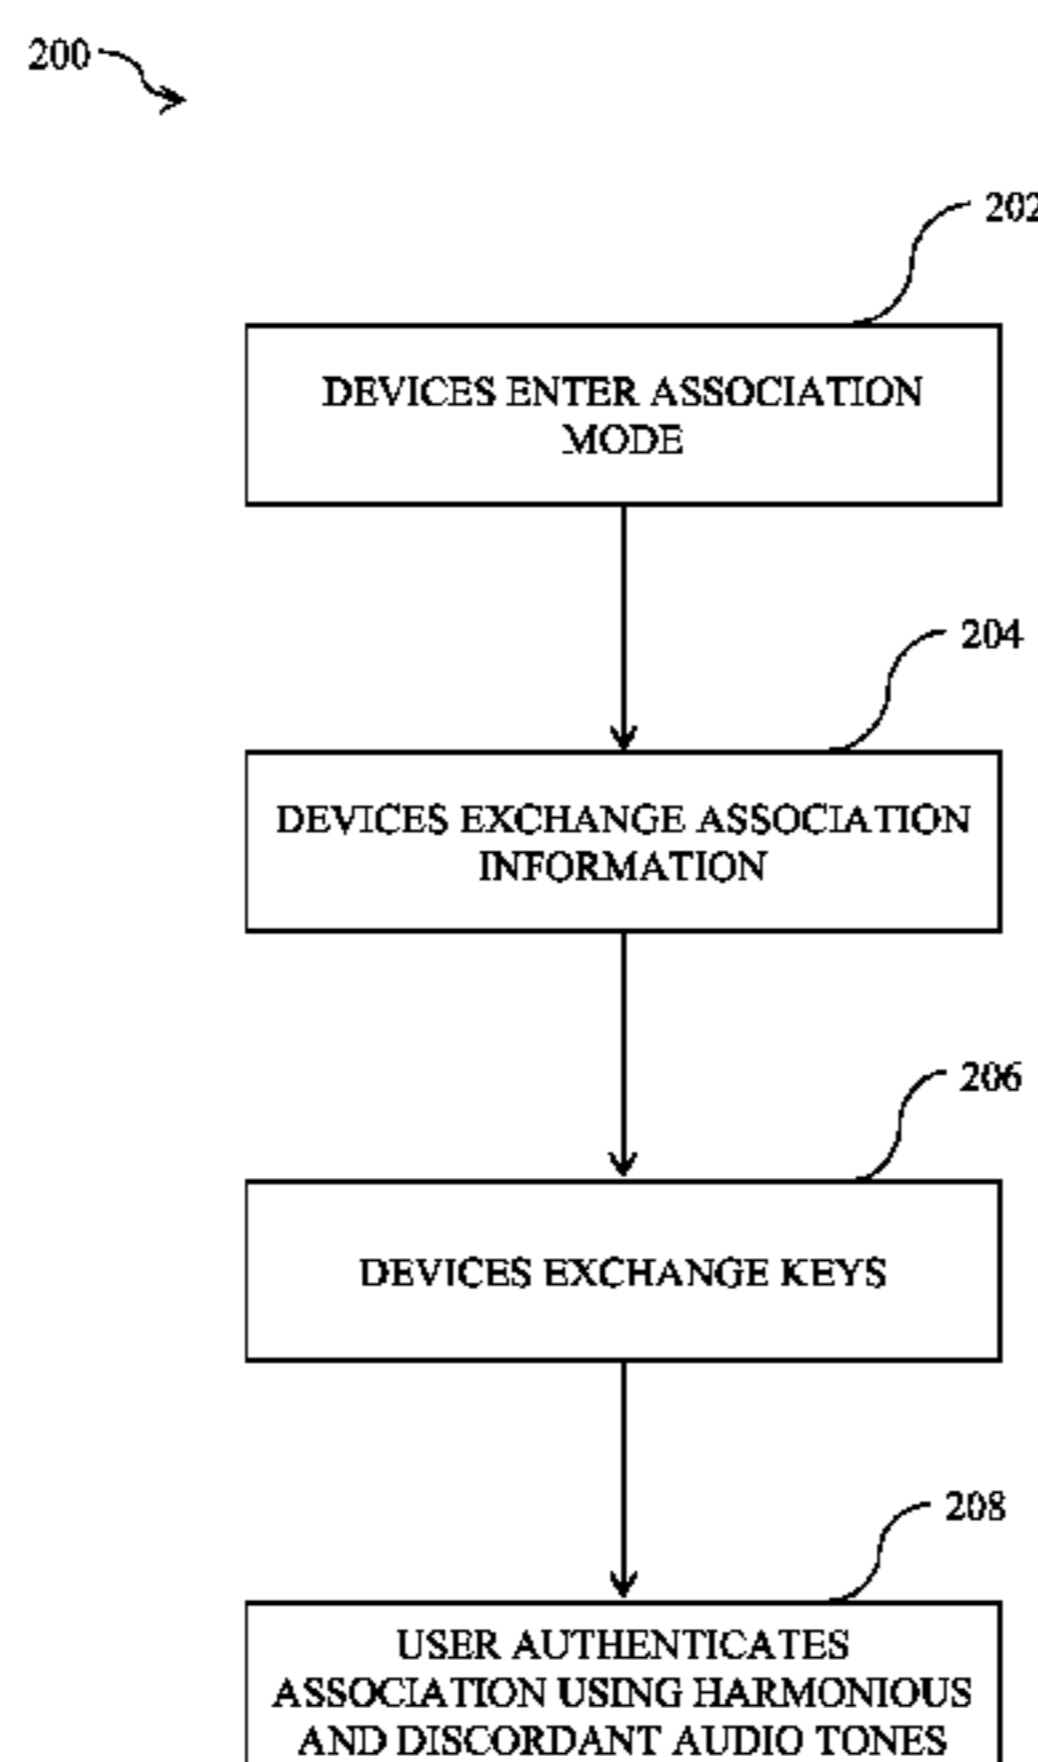 200
202
DEVICES ENTER ASSOCIATION
MODE
204
DEVICES EXCHANGE ASSOCIATION
INFORMATION
206
DEVICES EXCHANGE KEYS
208
USER AUTHENTICATES
ASSOCIATION USING HARMONIOUS
AND DISCORDANT AUDIO TONES